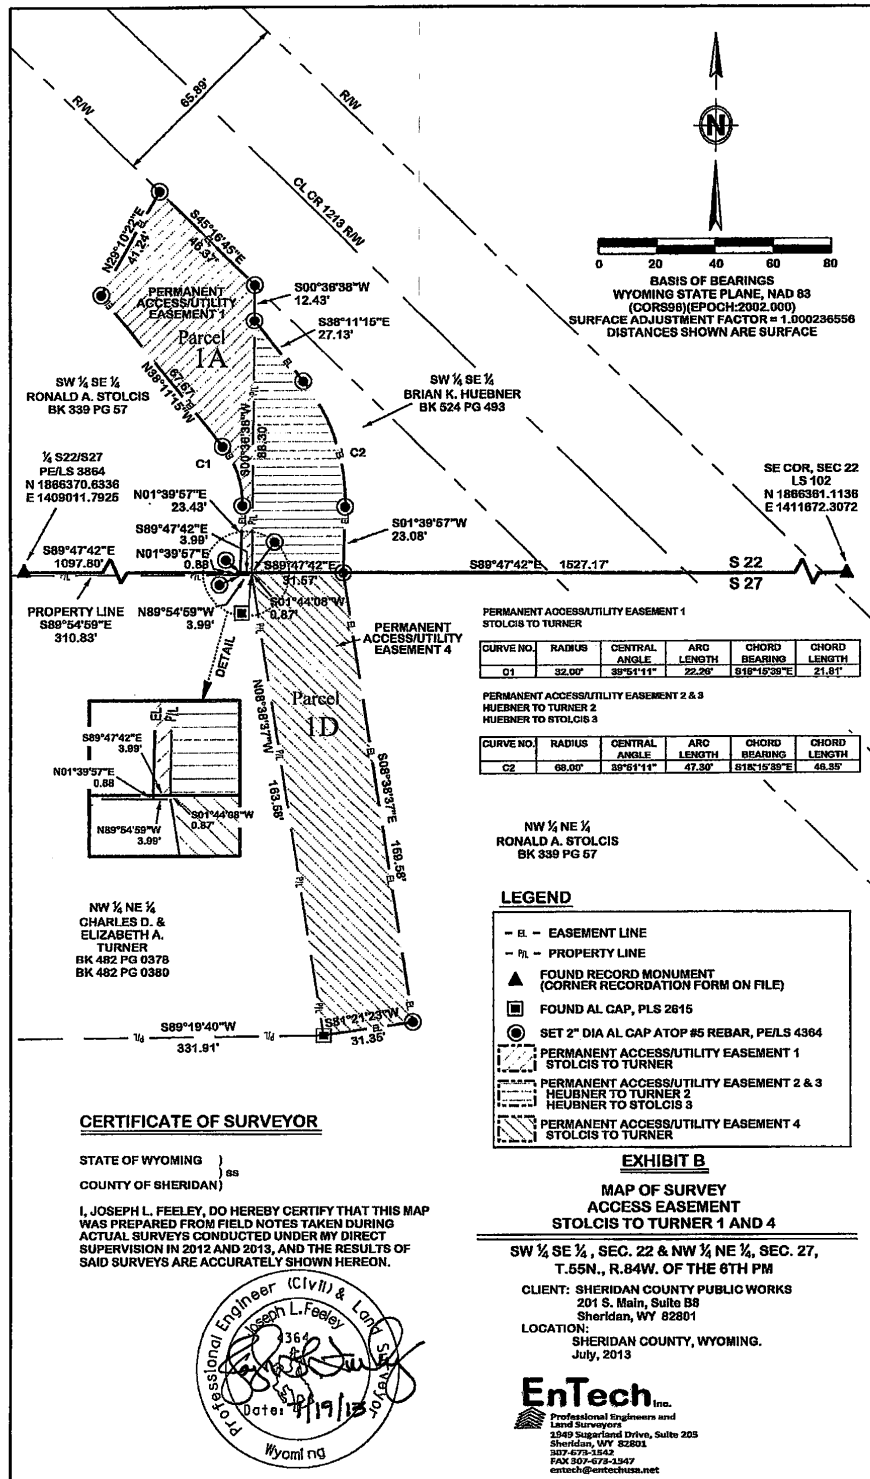 R/W
65.89'
R/W
CL CR 1213 R/W
N
0 20 40 60 80
BASIS OF BEARINGS
WYOMING STATE PLANE, NAD 83
(CORS96)(EPOCH:2002.000)
SURFACE ADJUSTMENT FACTOR = 1.000236556
DISTANCES SHOWN ARE SURFACE
N29°10'22"E
41.24'
S45°16'45"E
PERMANENT
ACCESS/UTILITY
EASEMENT 1
Parcel
1A
S00°36'38"W
12.43'
S38°11'15"E
27.13'
67.67'
N38°11'15"W
S00°36'38"W
88.30'
SW ¼ SE ¼
RONALD A. STOLCIS
BK 339 PG 57
SW ¼ SE ¼
BRIAN K. HUEBNER
BK 524 PG 493
C1
C2
¼ S22/S27
PE/LS 3864
N 1866370.6336
E 1409011.7925
SE COR, SEC 22
LS 102
N 1866361.1136
E 1411672.3072
N01°39'57"E
23.43'
S89°47'42"E
3.99'
N01°39'57"E
0.88
S01°39'57"W
23.08'
S89°47'42"E
1097.80'
S89°47'42"E
31.57'
S89°47'42"E 1527.17'
S 22
S 27
PROPERTY LINE
S89°54'59"E
310.83'
N89°54'59"W
3.99'
S01°44'08"W
0.87'
DETAIL
PERMANENT
ACCESS/UTILITY
EASEMENT 4
Parcel
1D
N08°38'37"W
163.58'
S08°38'37"E
159.58'
PERMANENT ACCESS/UTILITY EASEMENT 1
STOLCIS TO TURNER
CURVE NO. RADIUS CENTRAL ANGLE ARC LENGTH CHORD BEARING CHORD LENGTH
C1 32.00' 39°51'11" 22.26' S18°15'39"E 21.81'
PERMANENT ACCESS/UTILITY EASEMENT 2 & 3
HUEBNER TO TURNER 2
HUEBNER TO STOLCIS 3
CURVE NO. RADIUS CENTRAL ANGLE ARC LENGTH CHORD BEARING CHORD LENGTH
C2 68.00' 39°51'11" 47.30' S18°15'39"E 46.35'
EL
P/L
S89°47'42"E
3.99'
N01°39'57"E
0.88
N89°54'59"W
3.99'
S01°44'08"W
0.87'
NW ¼ NE ¼
RONALD A. STOLCIS
BK 339 PG 57
NW ¼ NE ¼
CHARLES D. &
ELIZABETH A.
TURNER
BK 482 PG 0378
BK 482 PG 0380
S89°19'40"W
331.91'
S81°21'23"W
31.35'
LEGEND
- EL - EASEMENT LINE
- P/L - PROPERTY LINE
FOUND RECORD MONUMENT
(CORNER RECORDATION FORM ON FILE)
FOUND AL CAP, PLS 2615
SET 2" DIA AL CAP ATOP #5 REBAR, PE/LS 4364
PERMANENT ACCESS/UTILITY EASEMENT 1
STOLCIS TO TURNER
PERMANENT ACCESS/UTILITY EASEMENT 2 & 3
HEUBNER TO TURNER 2
HEUBNER TO STOLCIS 3
PERMANENT ACCESS/UTILITY EASEMENT 4
STOLCIS TO TURNER
CERTIFICATE OF SURVEYOR
STATE OF WYOMING )
) ss
COUNTY OF SHERIDAN)
I, JOSEPH L. FEELEY, DO HEREBY CERTIFY THAT THIS MAP
WAS PREPARED FROM FIELD NOTES TAKEN DURING
ACTUAL SURVEYS CONDUCTED UNDER MY DIRECT
SUPERVISION IN 2012 AND 2013, AND THE RESULTS OF
SAID SURVEYS ARE ACCURATELY SHOWN HEREON.
Professional Engineer (Civil) & Land Surveyor
Joseph L. Feeley
4364
Date: 7/19/13
Wyoming
EXHIBIT B
MAP OF SURVEY
ACCESS EASEMENT
STOLCIS TO TURNER 1 AND 4
SW ¼ SE ¼, SEC. 22 & NW ¼ NE ¼, SEC. 27,
T.55N., R.84W. OF THE 6TH PM
CLIENT: SHERIDAN COUNTY PUBLIC WORKS
201 S. Main, Suite B8
Sheridan, WY 82801
LOCATION:
SHERIDAN COUNTY, WYOMING.
July, 2013
EnTech Inc.
Professional Engineers and
Land Surveyors
1949 Sugarland Drive, Suite 205
Sheridan, WY 82801
307-673-1542
FAX 307-673-1547
entech@entechusa.net